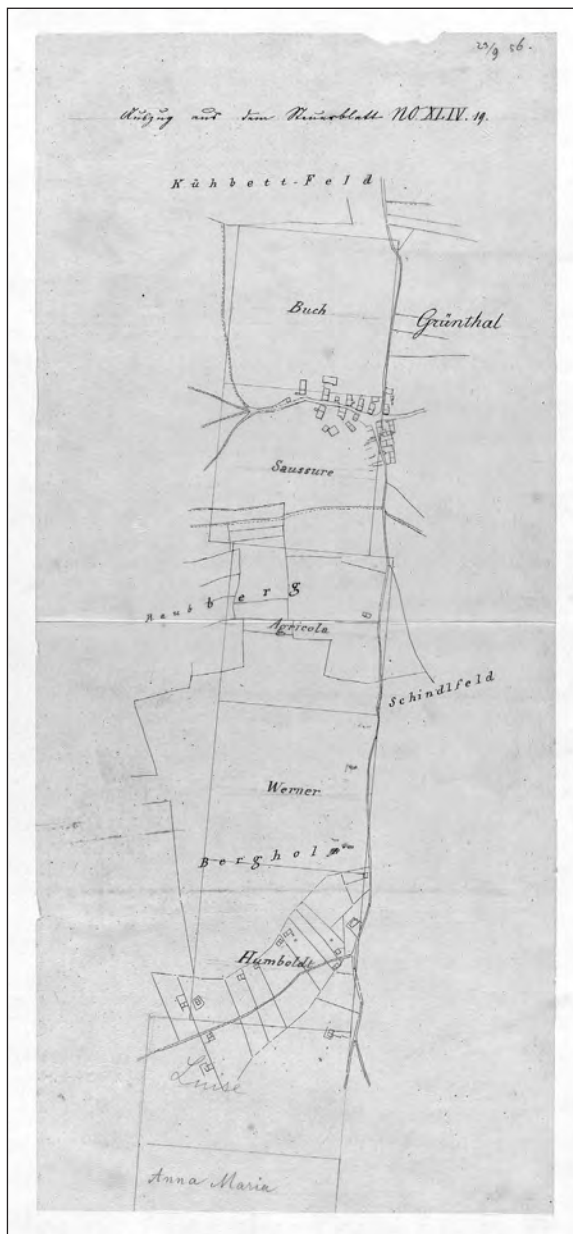 23/9 56.
Auszug aus dem Steuerblatt NO. XLIV. 19.
Kühbett-Feld
Buch
Grünthal
Saussure
Neubberg
Agricola
Schindlfeld
Werner
Berghol
Humboldt
Luise
Anna Maria